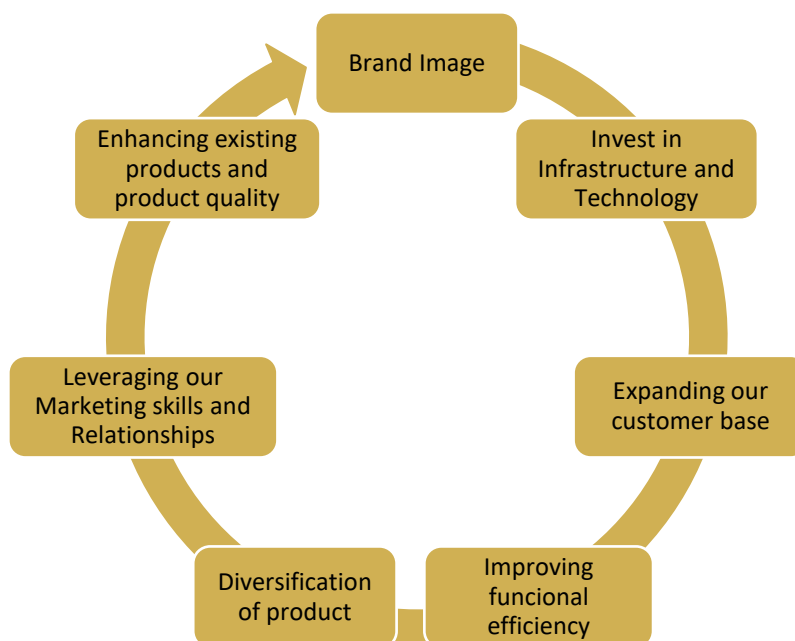 Brand Image
Invest in
Infrastructure and
Technology
Expanding our
customer base
Improving
funcional
efficiency
Diversification
of product
Leveraging our
Marketing skills and
Relationships
Enhancing existing
products and
product quality